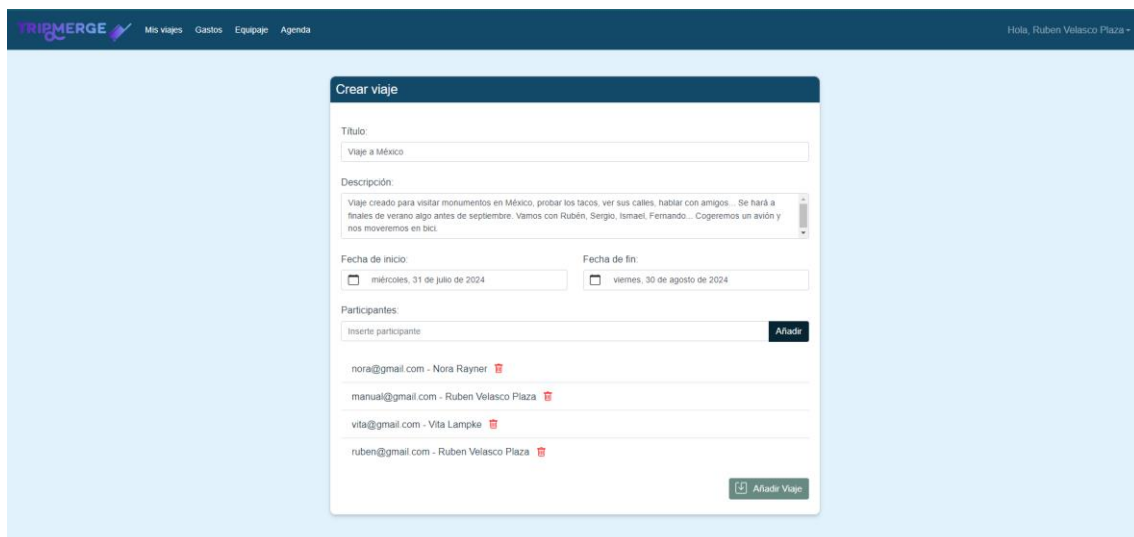 TRIPMERGE Mis viajes Gastos Equipaje Agenda Hola, Ruben Velasco Plaza
Crear viaje
Título:
Viaje a México
Descripción:
Viaje creado para visitar monumentos en México, probar los tacos, ver sus calles, hablar con amigos... Se hará a
finales de verano algo antes de septiembre. Vamos con Rubén, Sergio, Ismael, Fernando... Cogeremos un avión y
nos moveremos en bici.
Fecha de inicio: Fecha de fin:
miércoles, 31 de julio de 2024 viernes, 30 de agosto de 2024
Participantes:
Inserte participante Añadir
nora@gmail.com - Nora Rayner
manual@gmail.com - Ruben Velasco Plaza
vita@gmail.com - Vita Lampke
ruben@gmail.com - Ruben Velasco Plaza
Añadir Viaje